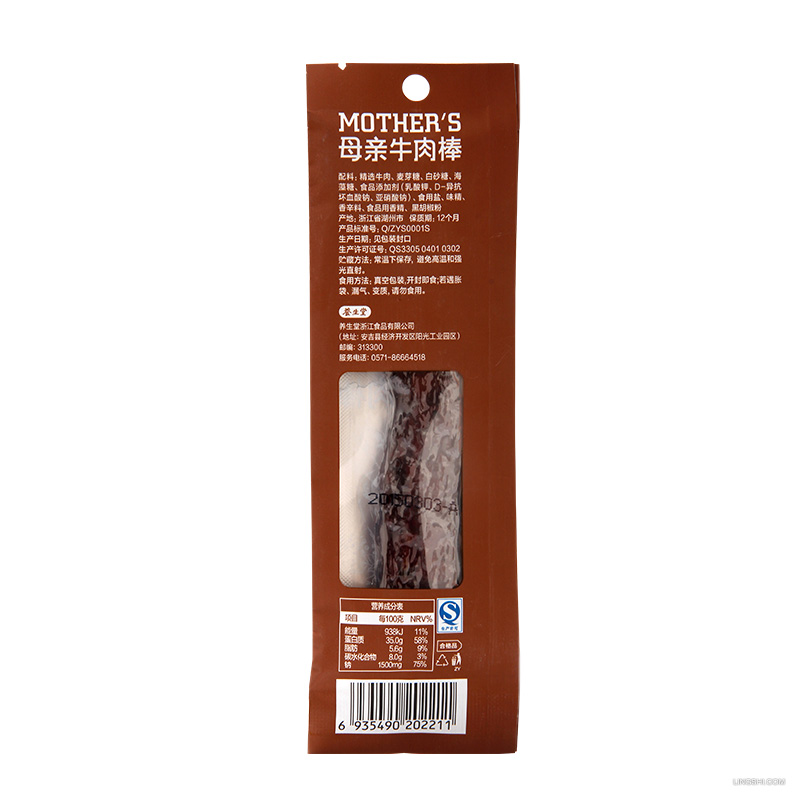 MOTHER'S
母亲牛肉棒
配料：精选牛肉、麦芽糖、白砂糖、海
藻糖、食品添加剂（乳酸钾、D-异抗
坏血酸钠、亚硝酸钠）、食用盐、味精、
香辛料、食品用香精、黑胡椒粉
产地：浙江省湖州市 保质期：12个月
产品标准号：Q/ZYS0001S
生产日期：见包装封口
生产许可证号：QS3305 0401 0302
贮藏方法：常温下保存，避免高温和强
光直射。
食用方法：真空包装，开封即食；若遇胀
袋、漏气、变质，请勿食用。
养生堂
养生堂浙江食品有限公司
（地址：安吉县经济开发区阳光工业园区）
邮编：313300
服务电话：0571-86664518
20150303-A
营养成分表
项目 每100克 NRV%
能量 938kJ 11%
蛋白质 35.0g 58%
脂肪 5.6g 9%
碳水化合物 8.0g 3%
钠 1500mg 75%
QS
生产许可
合格品
ZY
6 935490 202211
LINGSHI.COM